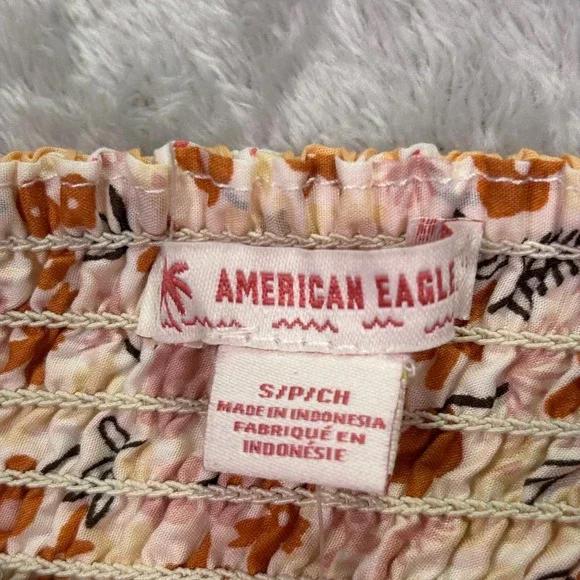 AMERICAN EAGLE
S/P/CH
MADE IN INDONESIA
FABRIQUÉ EN
INDONÉSIE